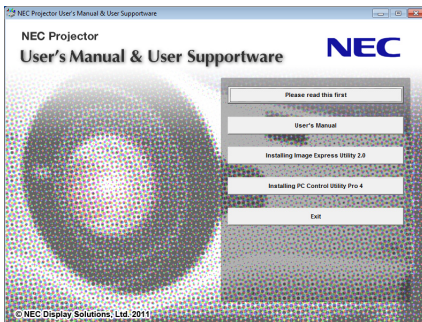 NEC Projector User's Manual & User Supportware
NEC Projector
NEC
User's Manual & User Supportware
Please read this first
User's Manual
Installing Image Express Utility 2.0
Installing PC Control Utility Pro 4
Exit
© NEC Display Solutions, Ltd. 2011